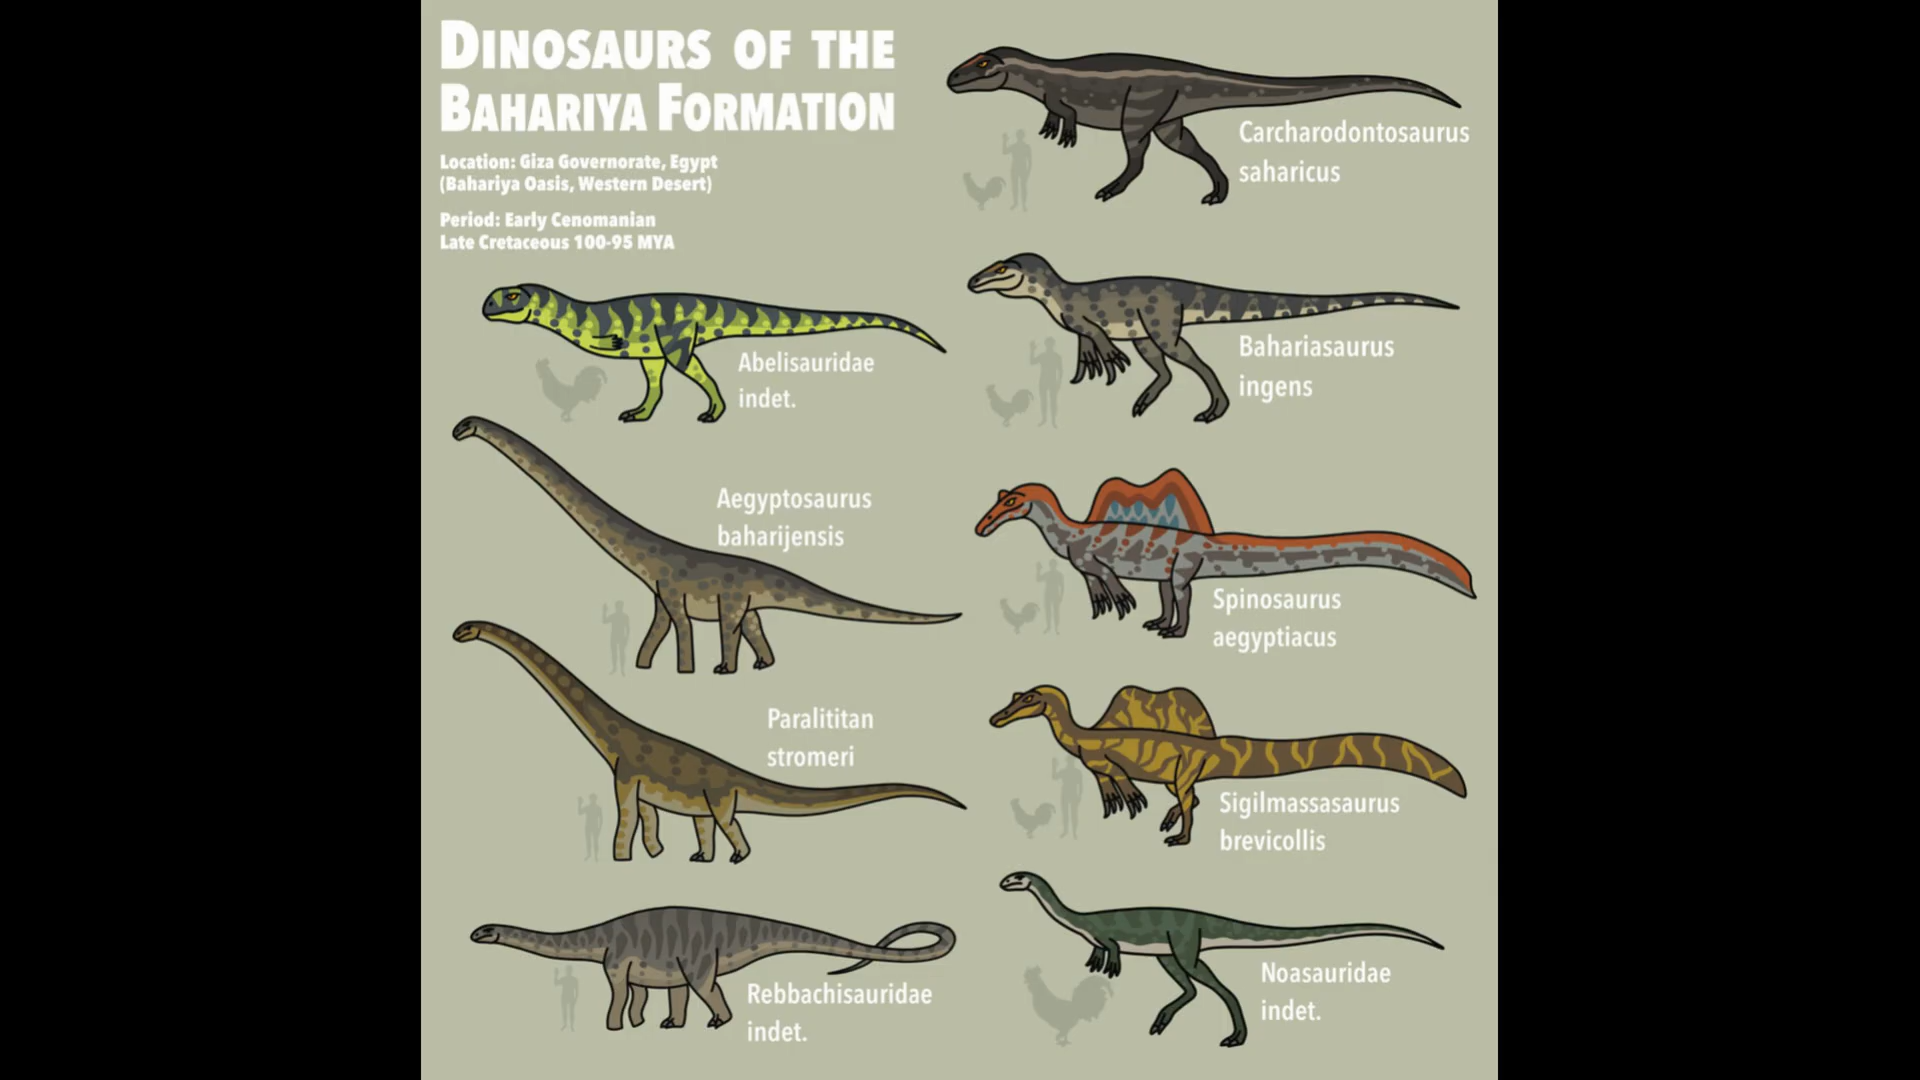 DINOSAURS OF THE
BAHARIYA FORMATION
Location: Giza Governorate, Egypt
(Bahariya Oasis, Western Desert)
Period: Early Cenomanian
Late Cretaceous 100-95 MYA
Carcharodontosaurus
saharicus
Abelisauridae
indet.
Bahariasaurus
ingens
Aegyptosaurus
baharijensis
Spinosaurus
aegyptiacus
Paralititan
stromeri
Sigilmassasaurus
brevicollis
Rebbachisauridae
indet.
Noasauridae
indet.